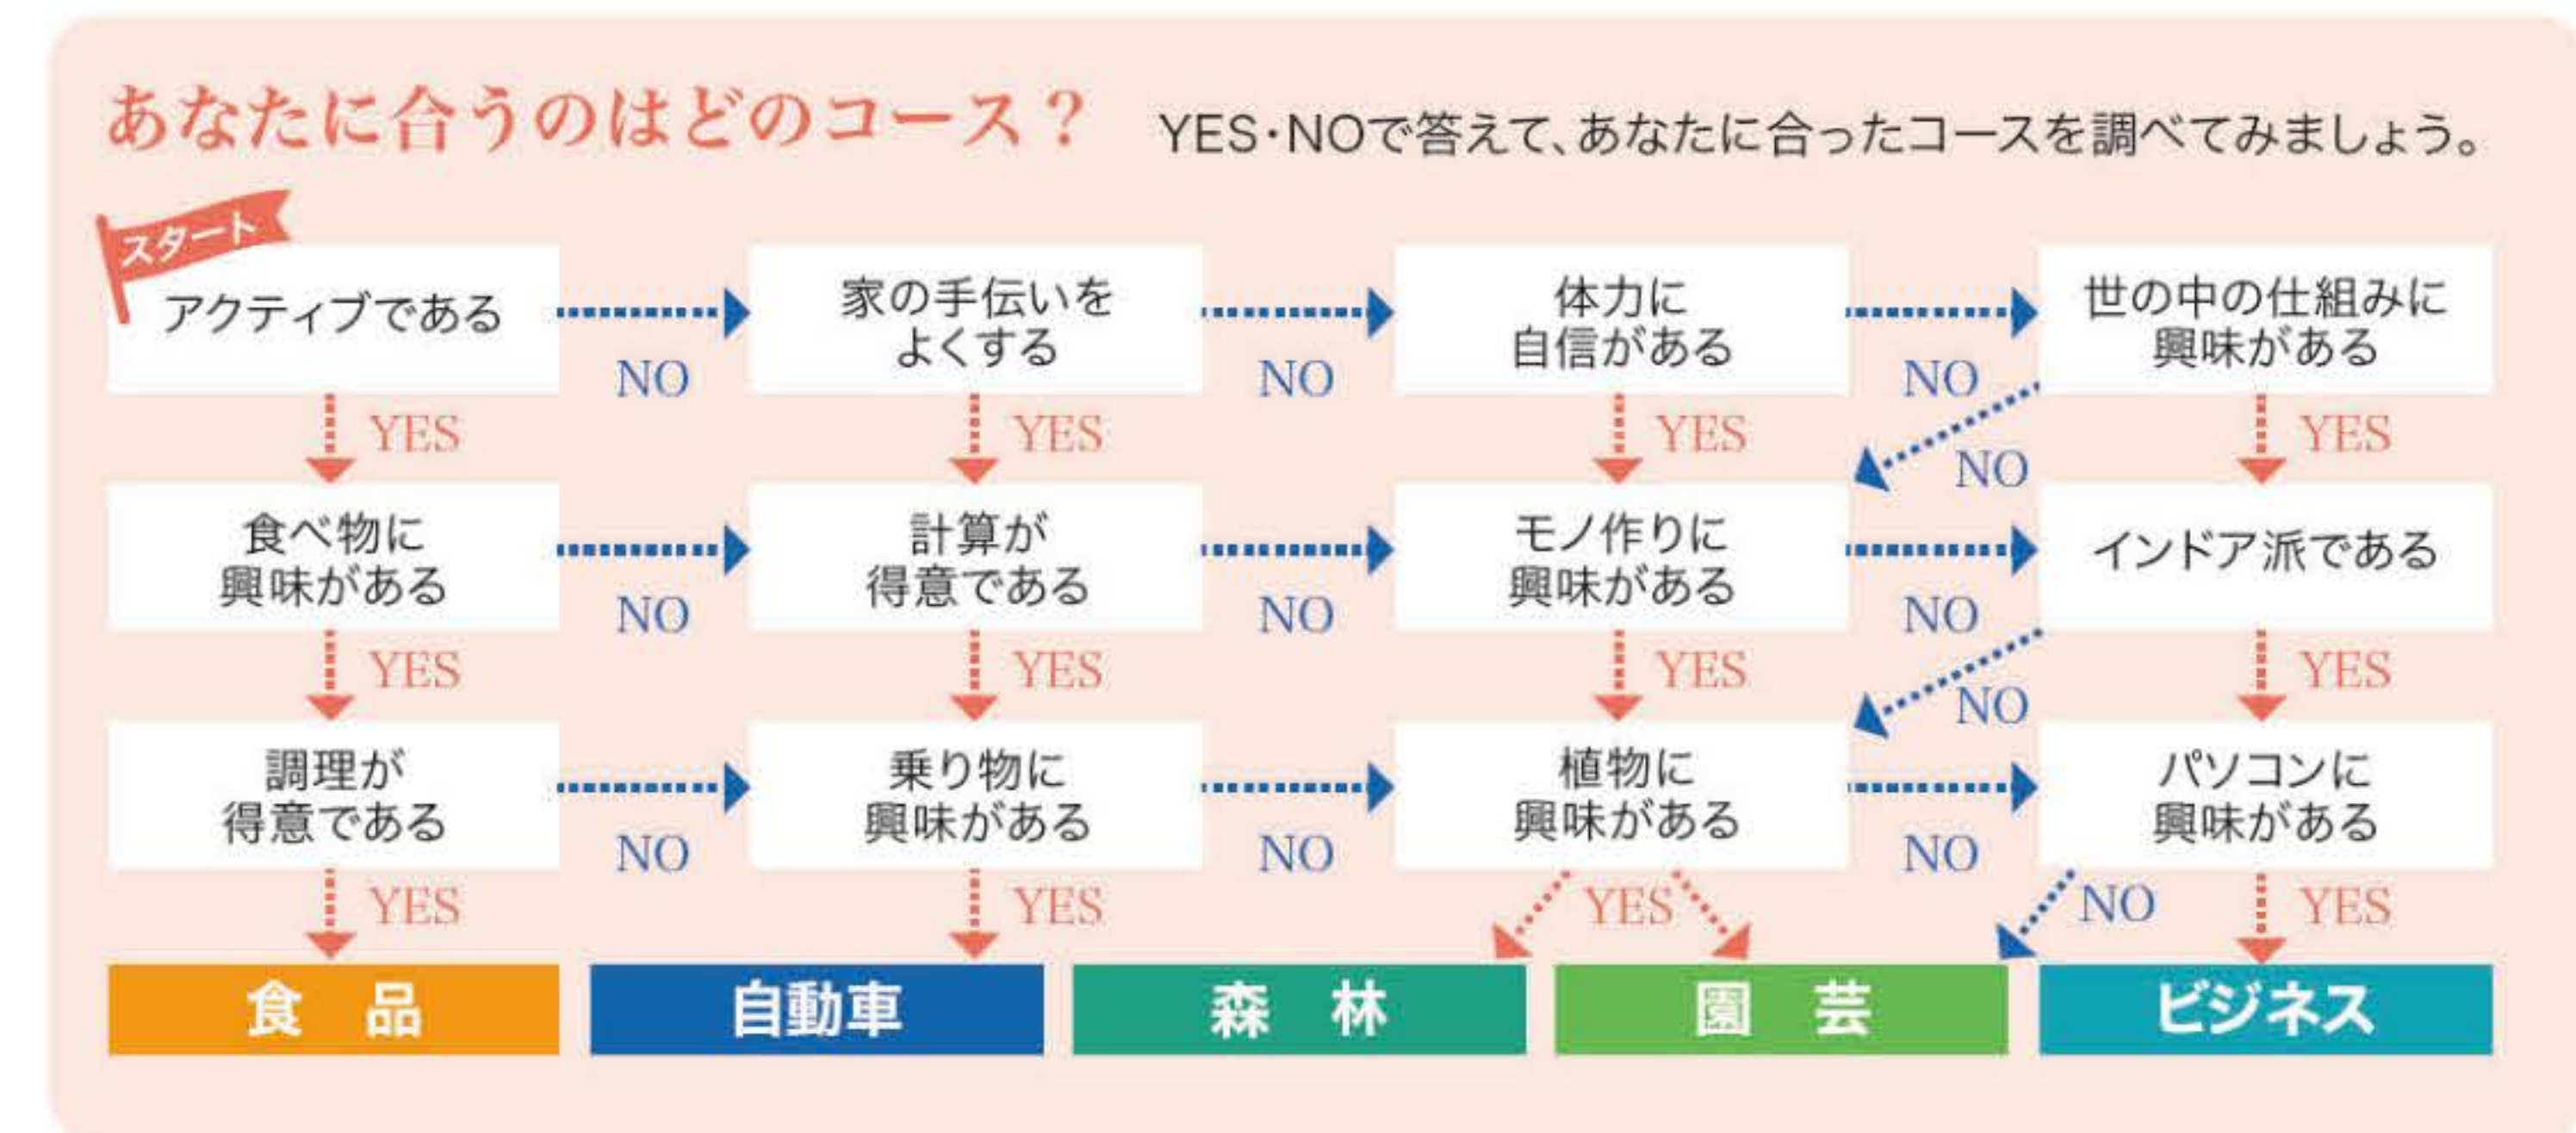 あなたに合うのはどのコース？
YES・NOで答えて、あなたに合ったコースを調べてみましょう。
スタート
アクティブである
NO
家の手伝いを
よくする
NO
体力に
自信がある
NO
世の中の仕組みに
興味がある
YES
YES
YES
NO
YES
食べ物に
興味がある
NO
計算が
得意である
NO
モノ作りに
興味がある
NO
インドア派である
YES
YES
YES
NO
YES
調理が
得意である
NO
乗り物に
興味がある
NO
植物に
興味がある
NO
パソコンに
興味がある
YES
YES
YES
NO
YES
食　品
自動車
森　林
園　芸
ビジネス